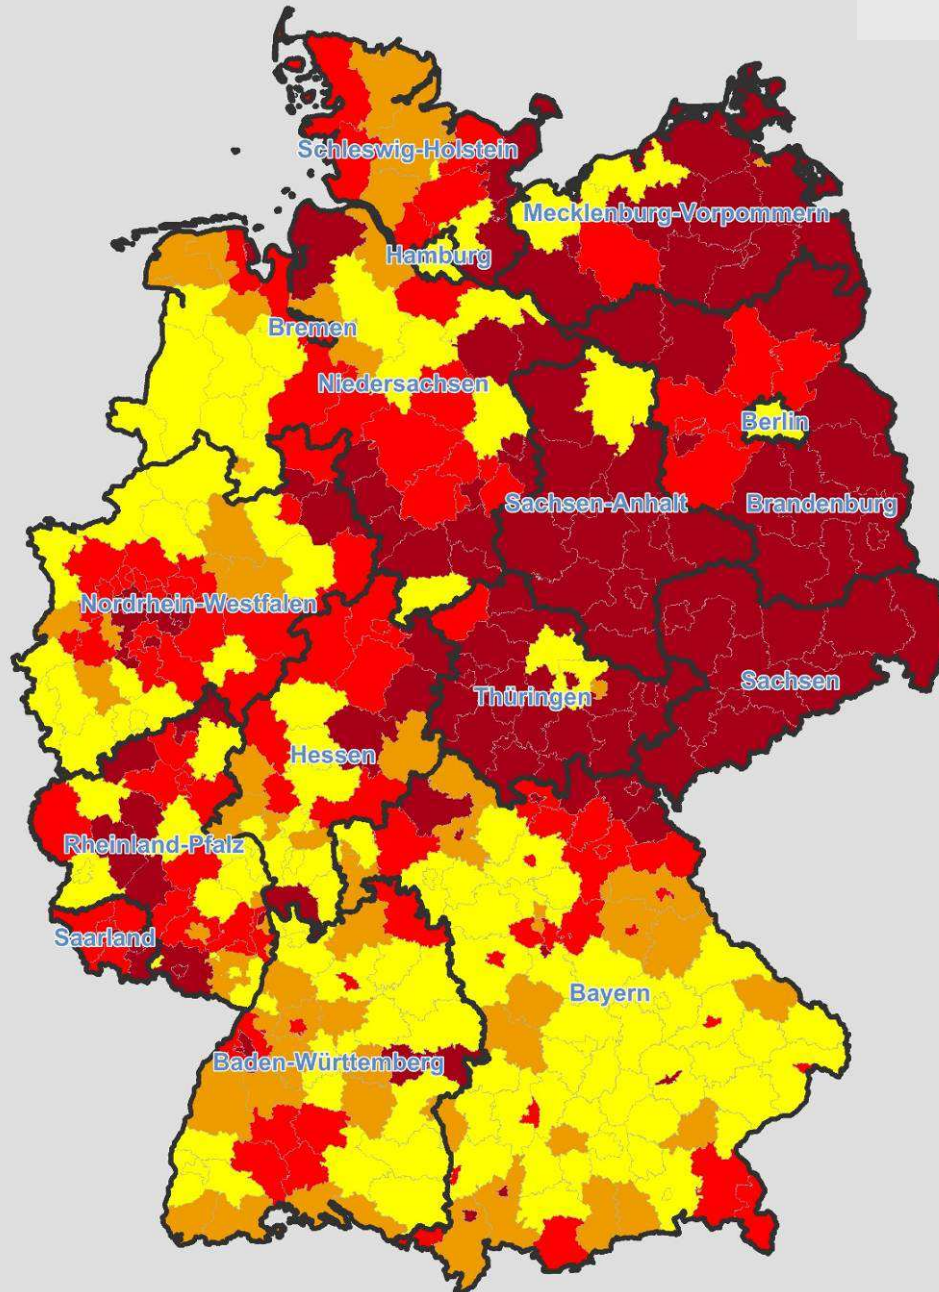 Schleswig-Holstein
Mecklenburg-Vorpommern
Hamburg
Bremen
Niedersachsen
Berlin
Sachsen-Anhalt
Brandenburg
Nordrhein-Westfalen
Sachsen
Thüringen
Hessen
Rheinland-Pfalz
Saarland
Bayern
Baden-Württemberg